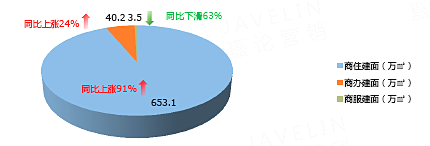 同比上涨24%
40.2
3.5
同比下滑63%
同比上涨91%
653.1
商住建面（万㎡）
商办建面（万㎡）
商服建面（万㎡）
JAVELIN
JAVELIN